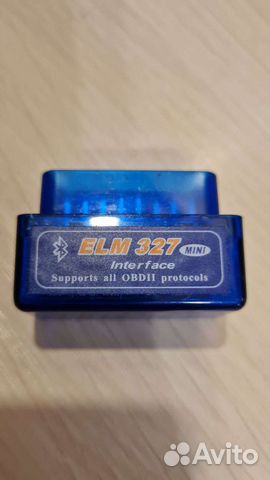 ELM 327 MINI
Interface
Supports all OBDII protocols
Avito